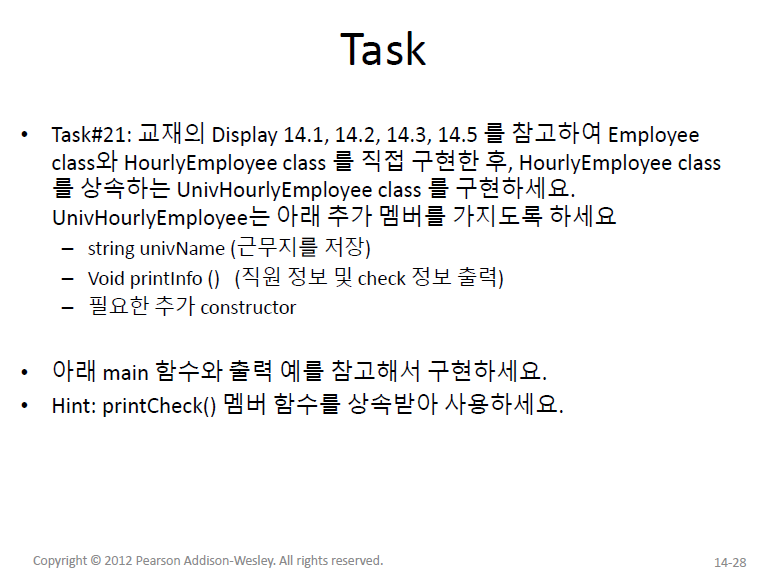 Task
• Task#21: 교재의 Display 14.1, 14.2, 14.3, 14.5 를 참고하여 Employee
class와 HourlyEmployee class 를 직접 구현한 후, HourlyEmployee class
를 상속하는 UnivHourlyEmployee class 를 구현하세요.
UnivHourlyEmployee는 아래 추가 멤버를 가지도록 하세요
– string univName (근무지를 저장)
– Void printInfo () (직원 정보 및 check 정보 출력)
– 필요한 추가 constructor
• 아래 main 함수와 출력 예를 참고해서 구현하세요.
• Hint: printCheck() 멤버 함수를 상속받아 사용하세요.
Copyright © 2012 Pearson Addison-Wesley. All rights reserved.
14-28